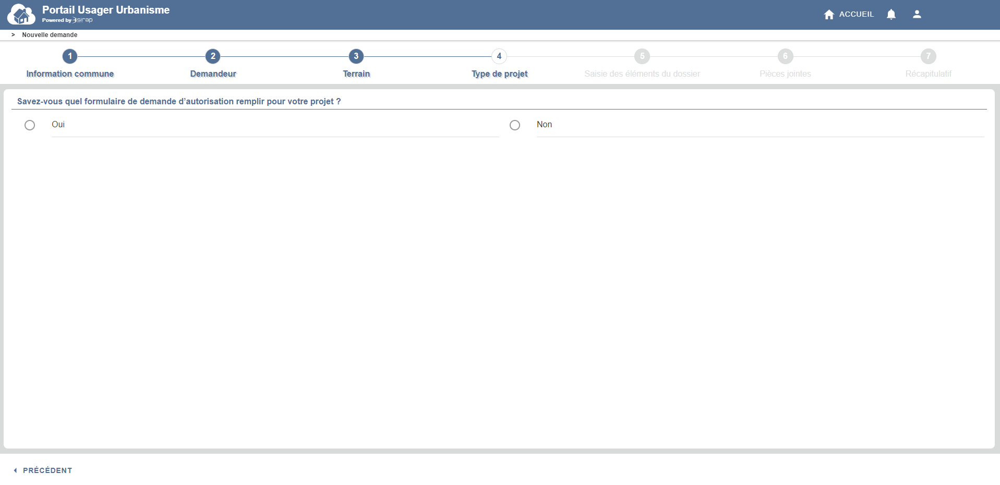 Portail Usager Urbanisme
Powered by sirap
ACCUEIL
> Nouvelle demande
1 2 3 4 5 6 7
Information commune Demandeur Terrain Type de projet Saisie des éléments du dossier Pièces jointes Récapitulatif
Savez-vous quel formulaire de demande d’autorisation remplir pour votre projet ?
Oui Non
PRÉCÉDENT